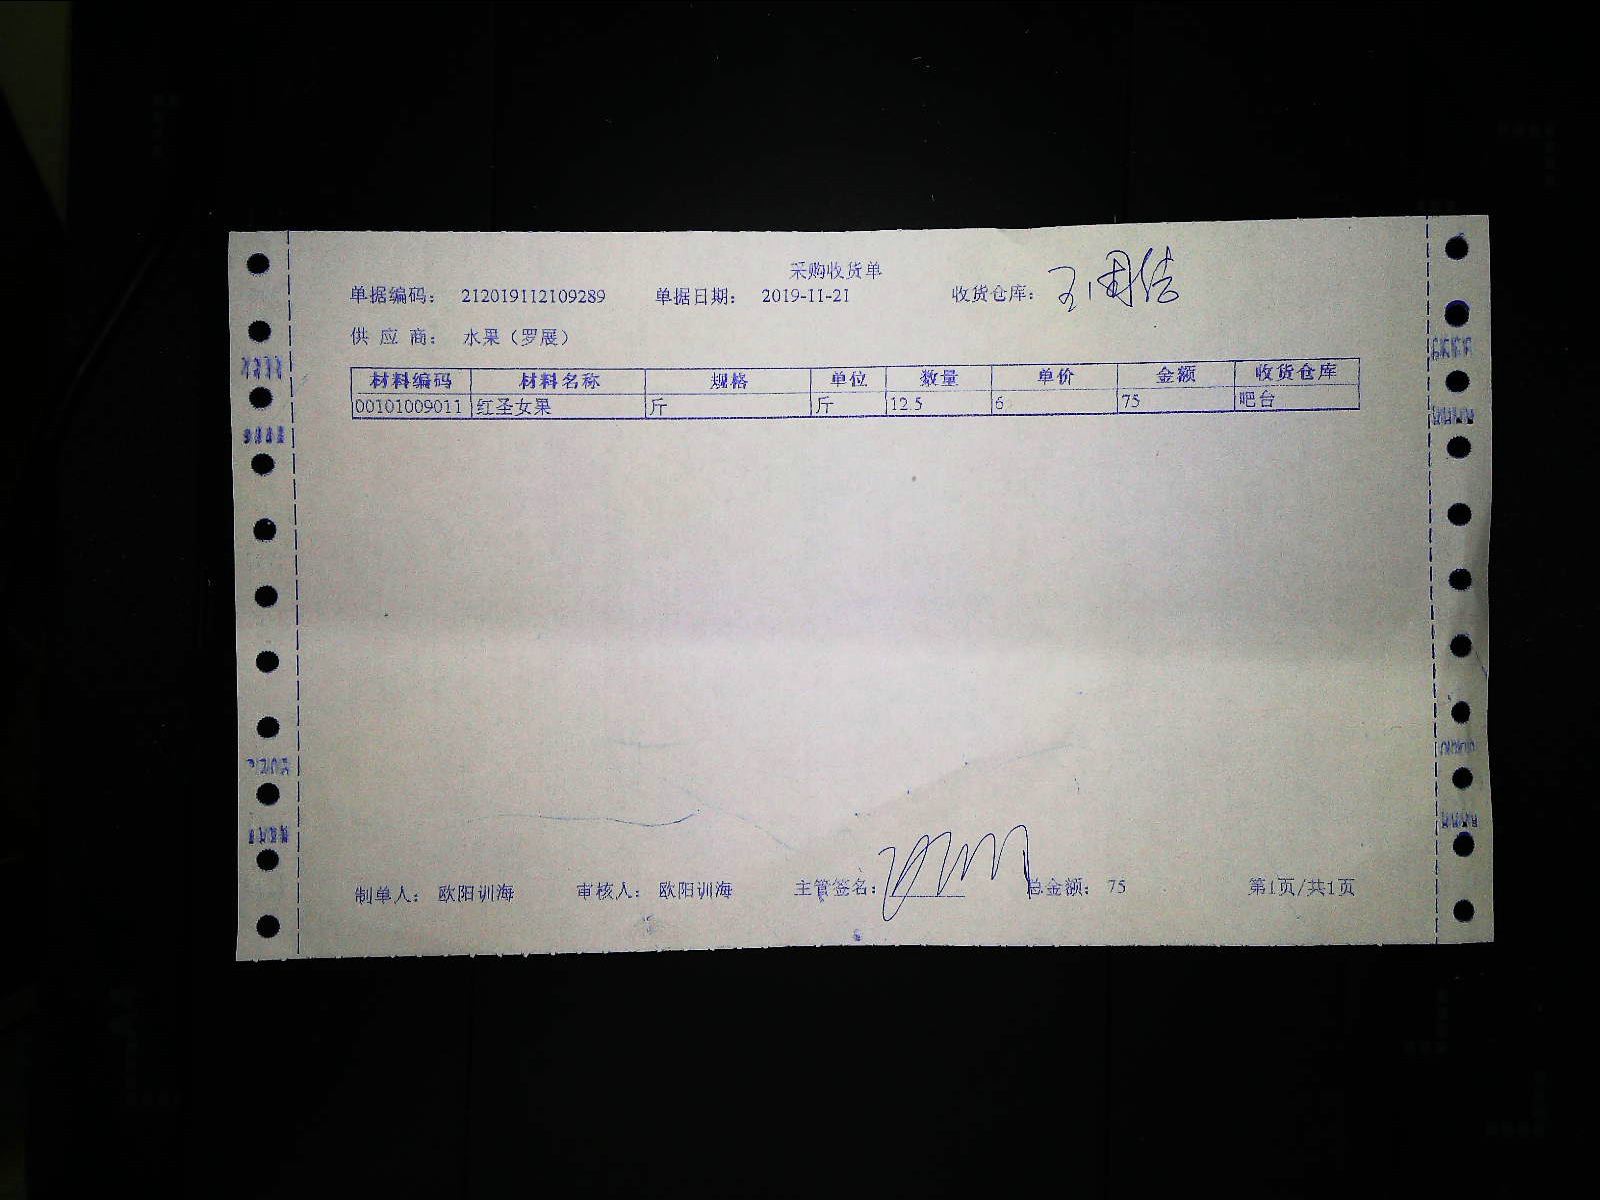 采购收货单
单据编码： 212019112109289 单据日期： 2019-11-21 收货仓库：
供 应 商： 水果（罗展）
材料编码 材料名称 规格 单位 数量 单价 金额 收货仓库
00101009011 红圣女果 斤 斤 12.5 6 75 吧台
制单人： 欧阳训海 审核人： 欧阳训海 主管签名： 总金额： 75 第1页/共1页